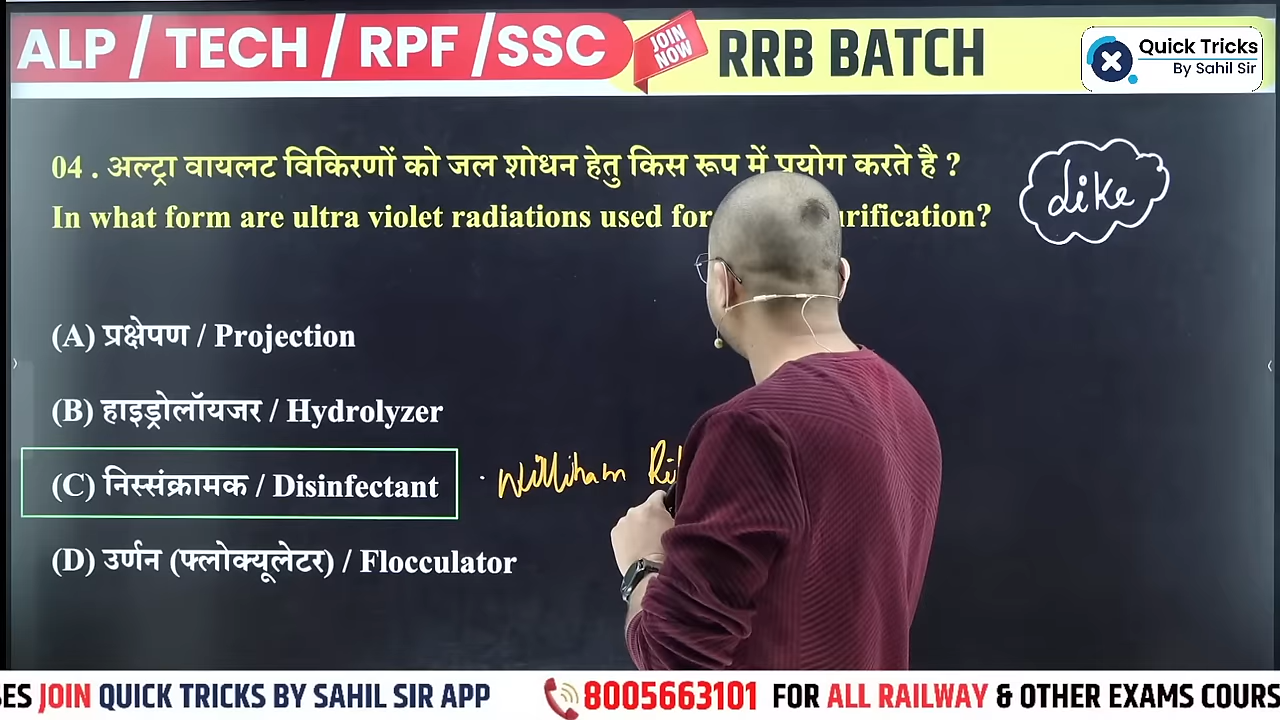 ALP / TECH / RPF / SSC
JOIN NOW
RRB BATCH
Quick Tricks
By Sahil Sir
04 . अल्ट्रा वायलट विकिरणों को जल शोधन हेतु किस रूप में प्रयोग करते है ?
In what form are ultra violet radiations used for urification?
Like
(A) प्रक्षेपण / Projection
(B) हाइड्रोलॉयजर / Hydrolyzer
(C) निस्संक्रामक / Disinfectant
Williham
(D) उर्णन (फ्लोक्यूलेटर) / Flocculator
SES JOIN QUICK TRICKS BY SAHIL SIR APP 8005663101 FOR ALL RAILWAY & OTHER EXAMS COURS